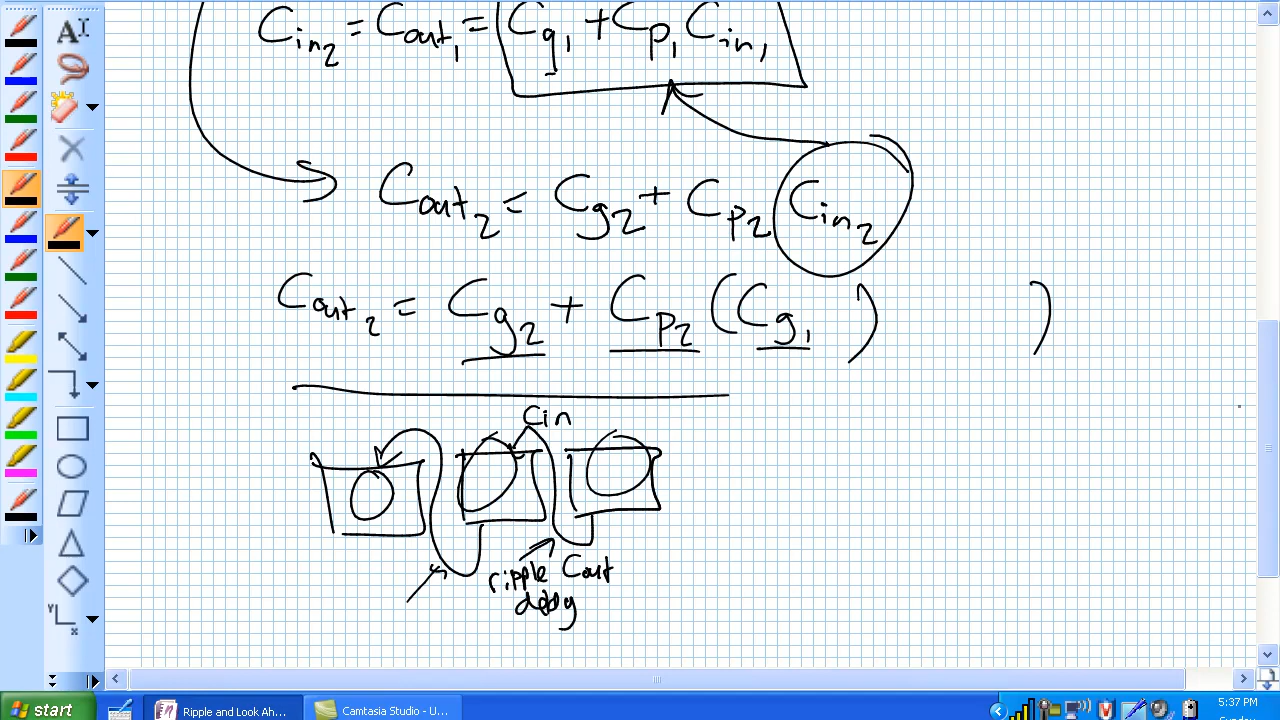 Cin₂ = Cout₁ = Cg₁ + Cp₁ Cin₁
Cout₂ = Cg₂ + Cp₂ Cin₂
Cout₂ = Cg₂ + Cp₂ (Cg₁ ) )
Cin
ripple Cout
delay
start
Ripple and Look Ah...
Camtasia Studio - U...
5:37 PM
Sunday